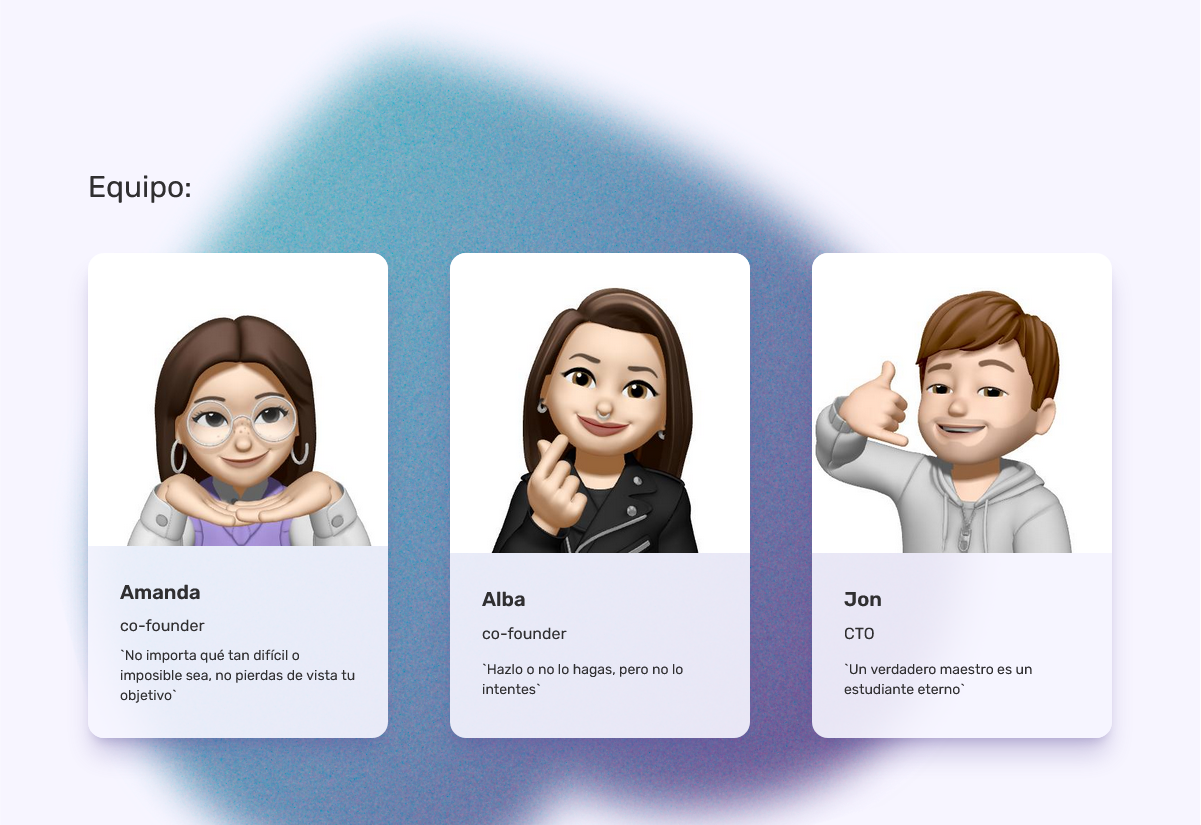 Equipo:
Amanda
co-founder
`No importa qué tan difícil o
imposible sea, no pierdas de vista tu
objetivo`
Alba
co-founder
`Hazlo o no lo hagas, pero no lo
intentes`
Jon
CTO
`Un verdadero maestro es un
estudiante eterno`